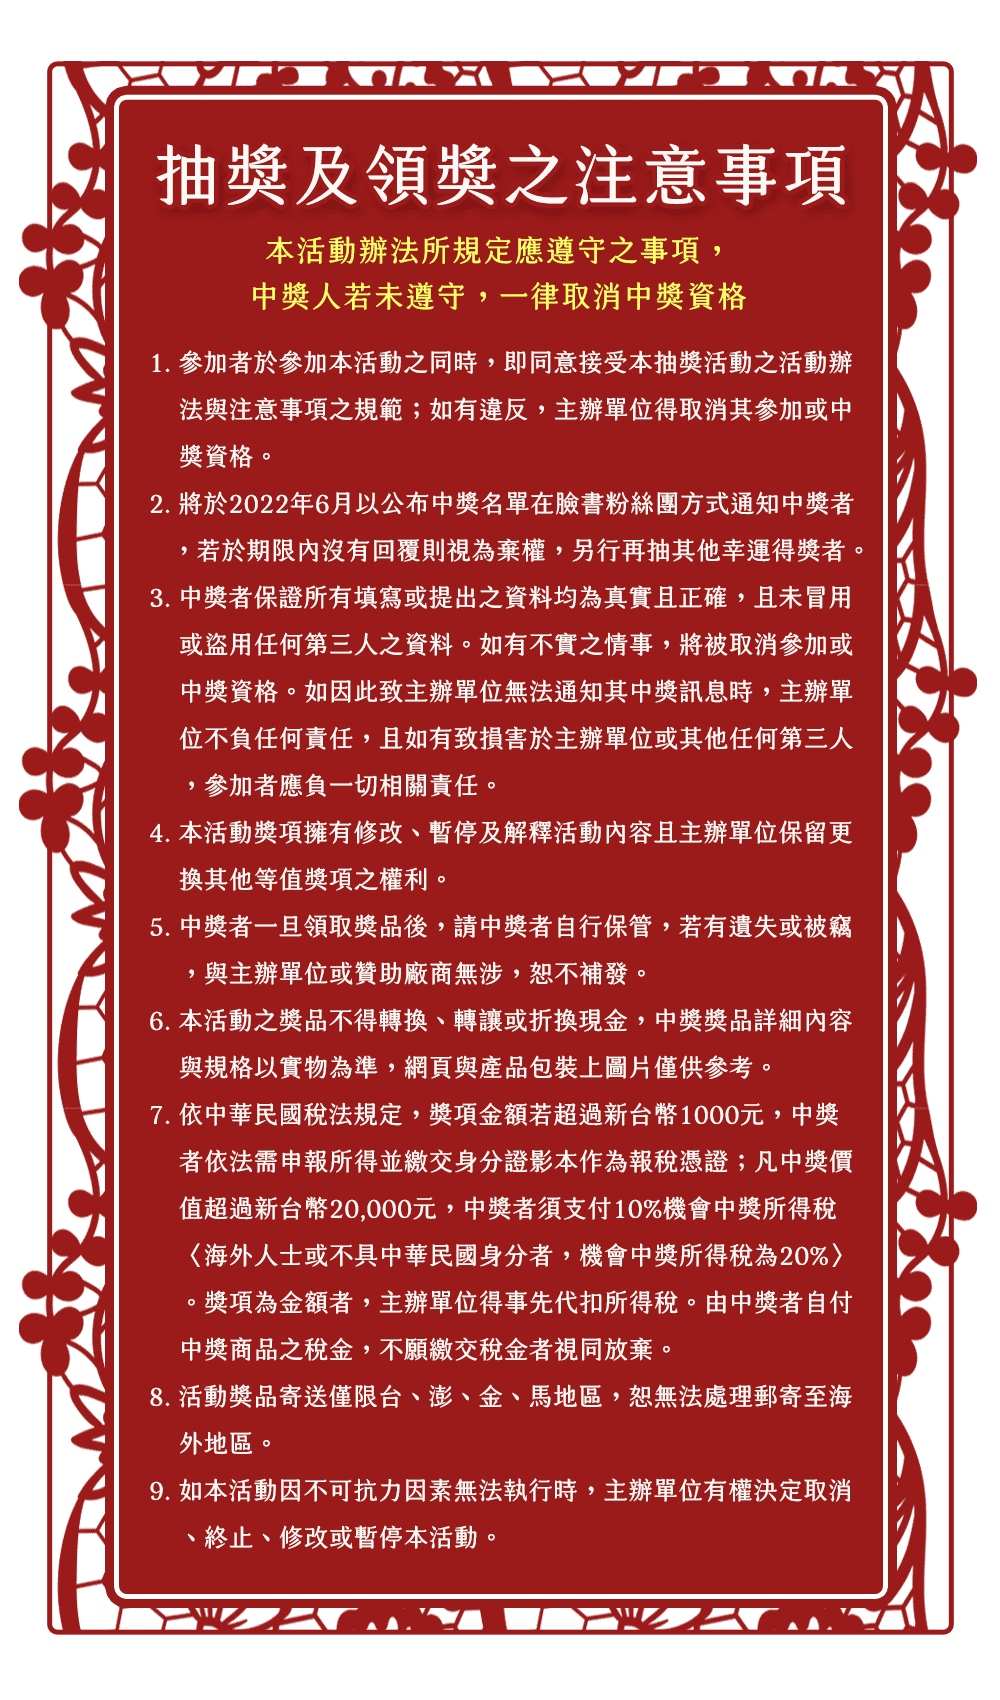 抽獎及領獎之注意事項
本活動辦法所規定應遵守之事項，
中獎人若未遵守，一律取消中獎資格
1. 參加者於參加本活動之同時，即同意接受本抽獎活動之活動辦
法與注意事項之規範；如有違反，主辦單位得取消其參加或中
獎資格。
2. 將於2022年6月以公布中獎名單在臉書粉絲團方式通知中獎者
，若於期限內沒有回覆則視為棄權，另行再抽其他幸運得獎者。
3. 中獎者保證所有填寫或提出之資料均為真實且正確，且未冒用
或盜用任何第三人之資料。如有不實之情事，將被取消參加或
中獎資格。如因此致主辦單位無法通知其中獎訊息時，主辦單
位不負任何責任，且如有致損害於主辦單位或其他任何第三人
，參加者應負一切相關責任。
4. 本活動獎項擁有修改、暫停及解釋活動內容且主辦單位保留更
換其他等值獎項之權利。
5. 中獎者一旦領取獎品後，請中獎者自行保管，若有遺失或被竊
，與主辦單位或贊助廠商無涉，恕不補發。
6. 本活動之獎品不得轉換、轉讓或折換現金，中獎獎品詳細內容
與規格以實物為準，網頁與產品包裝上圖片僅供參考。
7. 依中華民國稅法規定，獎項金額若超過新台幣1000元，中獎
者依法需申報所得並繳交身分證影本作為報稅憑證；凡中獎價
值超過新台幣20,000元，中獎者須支付10%機會中獎所得稅
〈海外人士或不具中華民國身分者，機會中獎所得稅為20%〉
。獎項為金額者，主辦單位得事先代扣所得稅。由中獎者自付
中獎商品之稅金，不願繳交稅金者視同放棄。
8. 活動獎品寄送僅限台、澎、金、馬地區，恕無法處理郵寄至海
外地區。
9. 如本活動因不可抗力因素無法執行時，主辦單位有權決定取消
、終止、修改或暫停本活動。